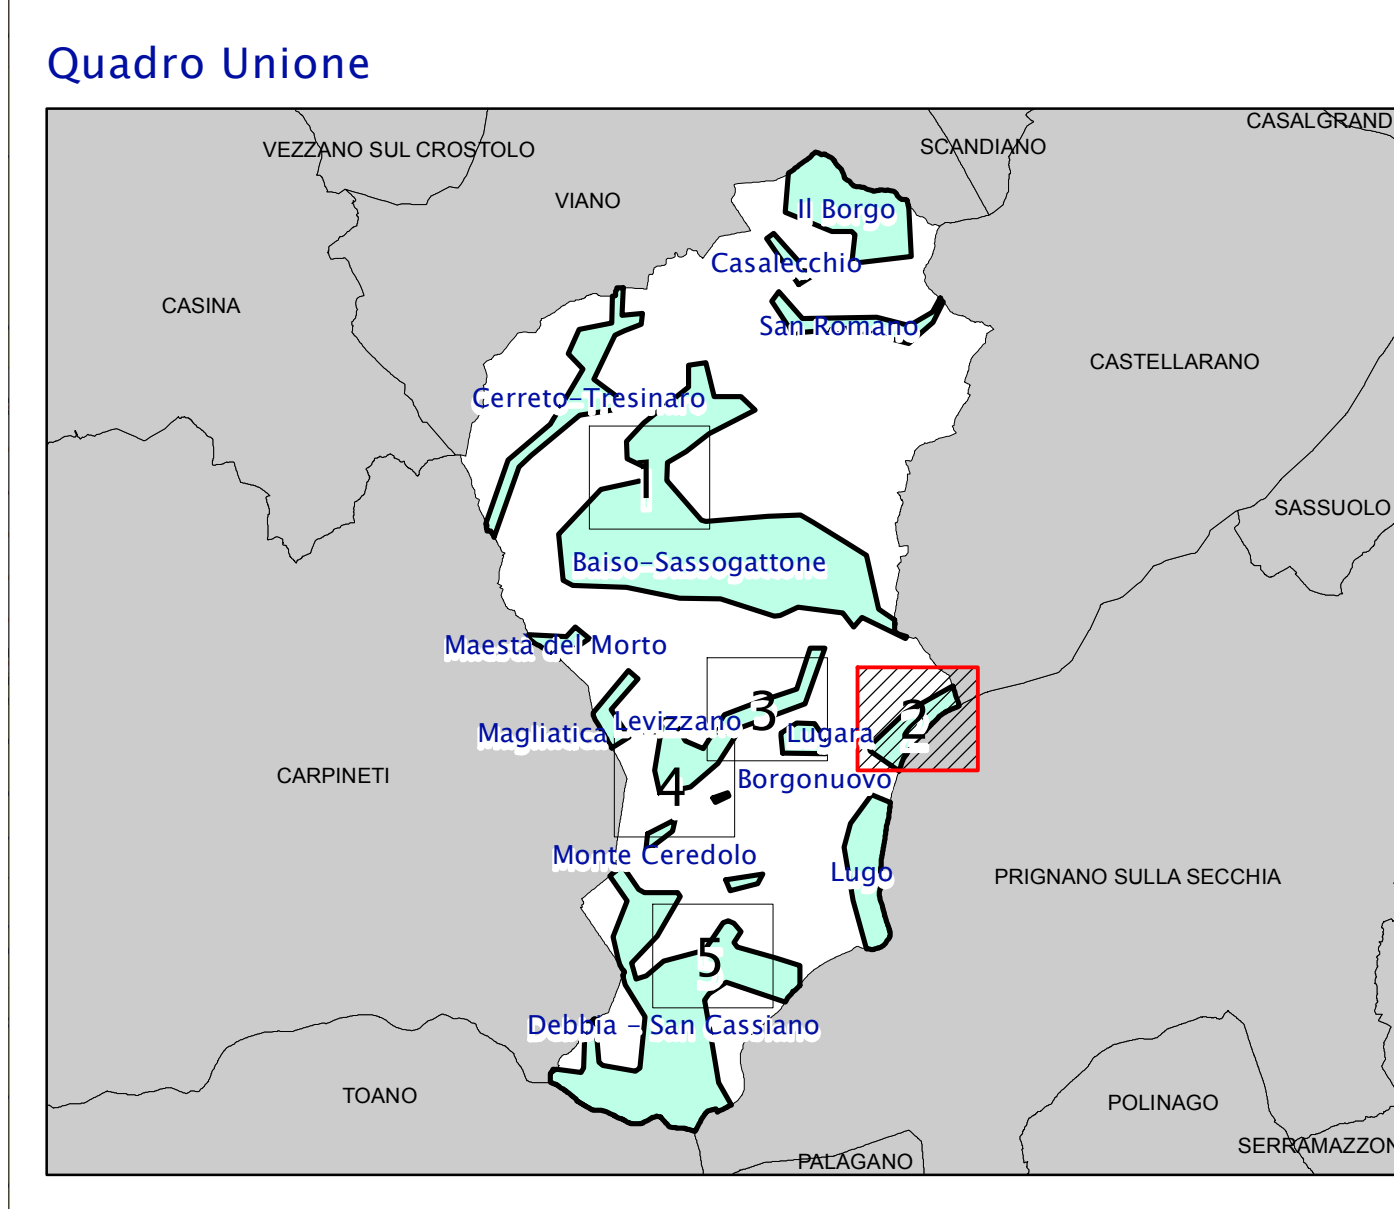 Quadro Unione
CASALGRAND
VEZZANO SUL CROSTOLO
SCANDIANO
VIANO
Il Borgo
Casalecchio
CASINA
San Romano
CASTELLARANO
Cerreto-Tresinaro
1
SASSUOLO
Baiso-Sassogattone
Maestà del Morto
3
Levizzano
2
Magliatica
Lugara
CARPINETI
Borgonuovo
4
Monte Ceredolo
Lugo
PRIGNANO SULLA SECCHIA
5
Debbia - San Cassiano
TOANO
POLINAGO
SERRAMAZZON
PALAGANO